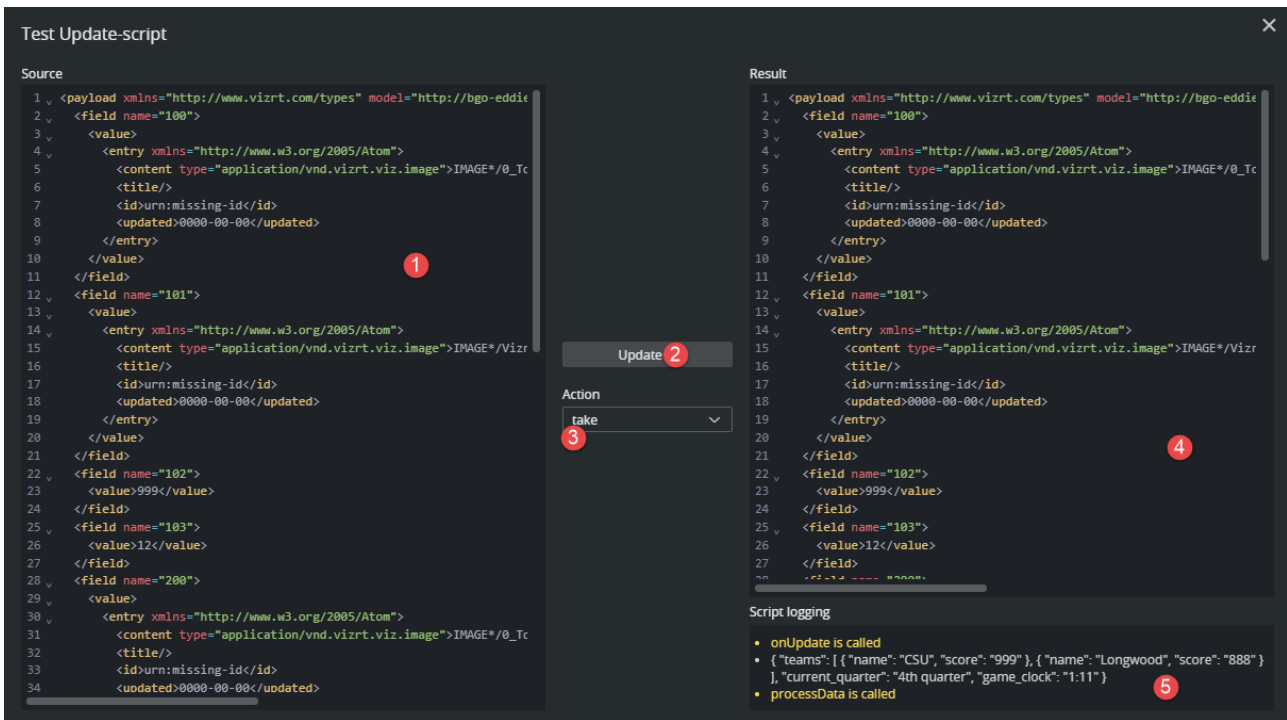 Test Update-script
Source
1 <payload xmlns="http://www.vizrt.com/types" model="http://bgo-eddie
2 <field name="100">
3 <value>
4 <entry xmlns="http://www.w3.org/2005/Atom">
5 <content type="application/vnd.vizrt.viz.image">IMAGE*/0_Tc
6 <title/>
7 <id>urn:missing-id</id>
8 <updated>0000-00-00</updated>
9 </entry>
10 </value>
11 </field>
12 <field name="101">
13 <value>
14 <entry xmlns="http://www.w3.org/2005/Atom">
15 <content type="application/vnd.vizrt.viz.image">IMAGE*/Vizr
16 <title/>
17 <id>urn:missing-id</id>
18 <updated>0000-00-00</updated>
19 </entry>
20 </value>
21 </field>
22 <field name="102">
23 <value>999</value>
24 </field>
25 <field name="103">
26 <value>12</value>
27 </field>
28 <field name="200">
29 <value>
30 <entry xmlns="http://www.w3.org/2005/Atom">
31 <content type="application/vnd.vizrt.viz.image">IMAGE*/0_Tc
32 <title/>
33 <id>urn:missing-id</id>
34 <updated>0000-00-00</updated>
1
Update 2
Action
take
3
Result
1 <payload xmlns="http://www.vizrt.com/types" model="http://bgo-eddie
2 <field name="100">
3 <value>
4 <entry xmlns="http://www.w3.org/2005/Atom">
5 <content type="application/vnd.vizrt.viz.image">IMAGE*/0_Tc
6 <title/>
7 <id>urn:missing-id</id>
8 <updated>0000-00-00</updated>
9 </entry>
10 </value>
11 </field>
12 <field name="101">
13 <value>
14 <entry xmlns="http://www.w3.org/2005/Atom">
15 <content type="application/vnd.vizrt.viz.image">IMAGE*/Vizr
16 <title/>
17 <id>urn:missing-id</id>
18 <updated>0000-00-00</updated>
19 </entry>
20 </value>
21 </field>
22 <field name="102">
23 <value>999</value>
24 </field>
25 <field name="103">
26 <value>12</value>
27 </field>
28 <field name="200">
4
Script logging
• onUpdate is called
• { "teams": [ { "name": "CSU", "score": "999" }, { "name": "Longwood", "score": "888" }
], "current_quarter": "4th quarter", "game_clock": "1:11" }
• processData is called
5